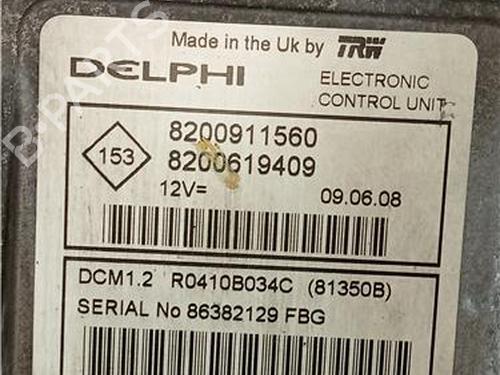 Made in the Uk by TRW
DELPHI
ELECTRONIC
CONTROL UNIT
153
8200911560
8200619409
12V=
09.06.08
DCM1.2 R0410B034C (81350B)
SERIAL No 86382129 FBG
B-PARTS